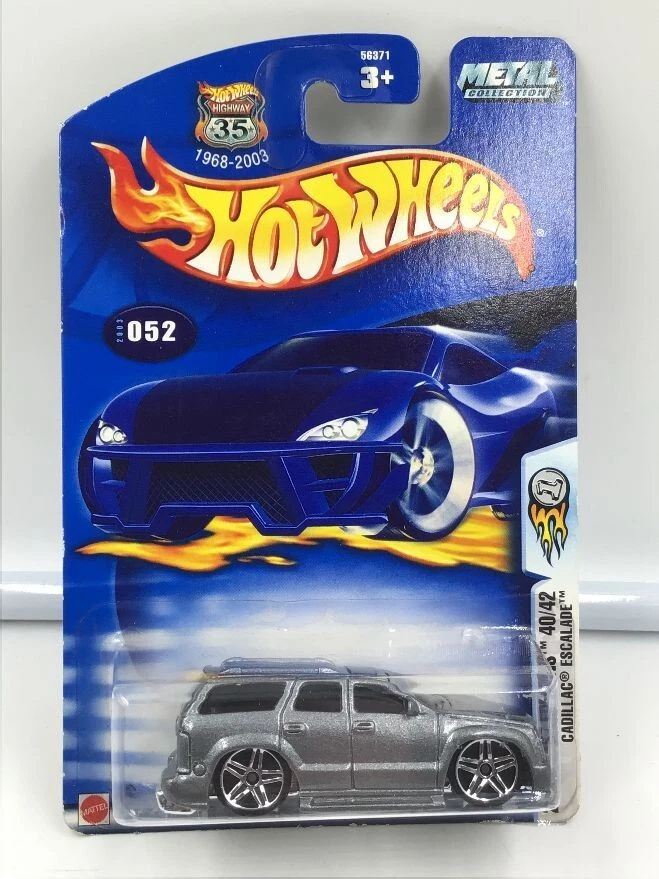 56371
3+
METAL
COLLECTION
Hot Wheels
HIGHWAY
35
1968-2003
HOT WHEELS®
2003
052
40/42
CADILLAC® ESCALADE™
MATTEL